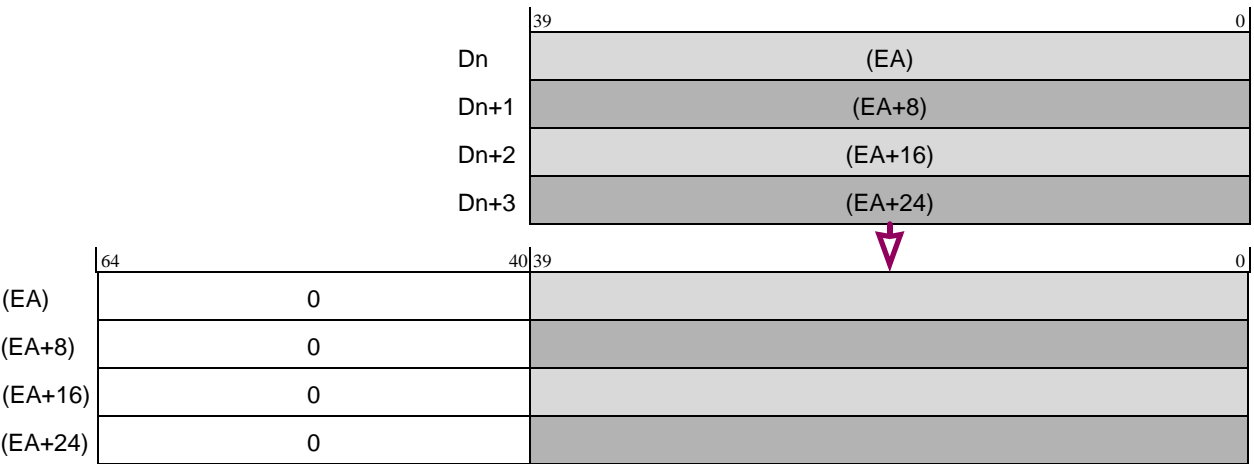 39 0
Dn (EA)
Dn+1 (EA+8)
Dn+2 (EA+16)
Dn+3 (EA+24)
64 40 39 0
(EA) 0
(EA+8) 0
(EA+16) 0
(EA+24) 0